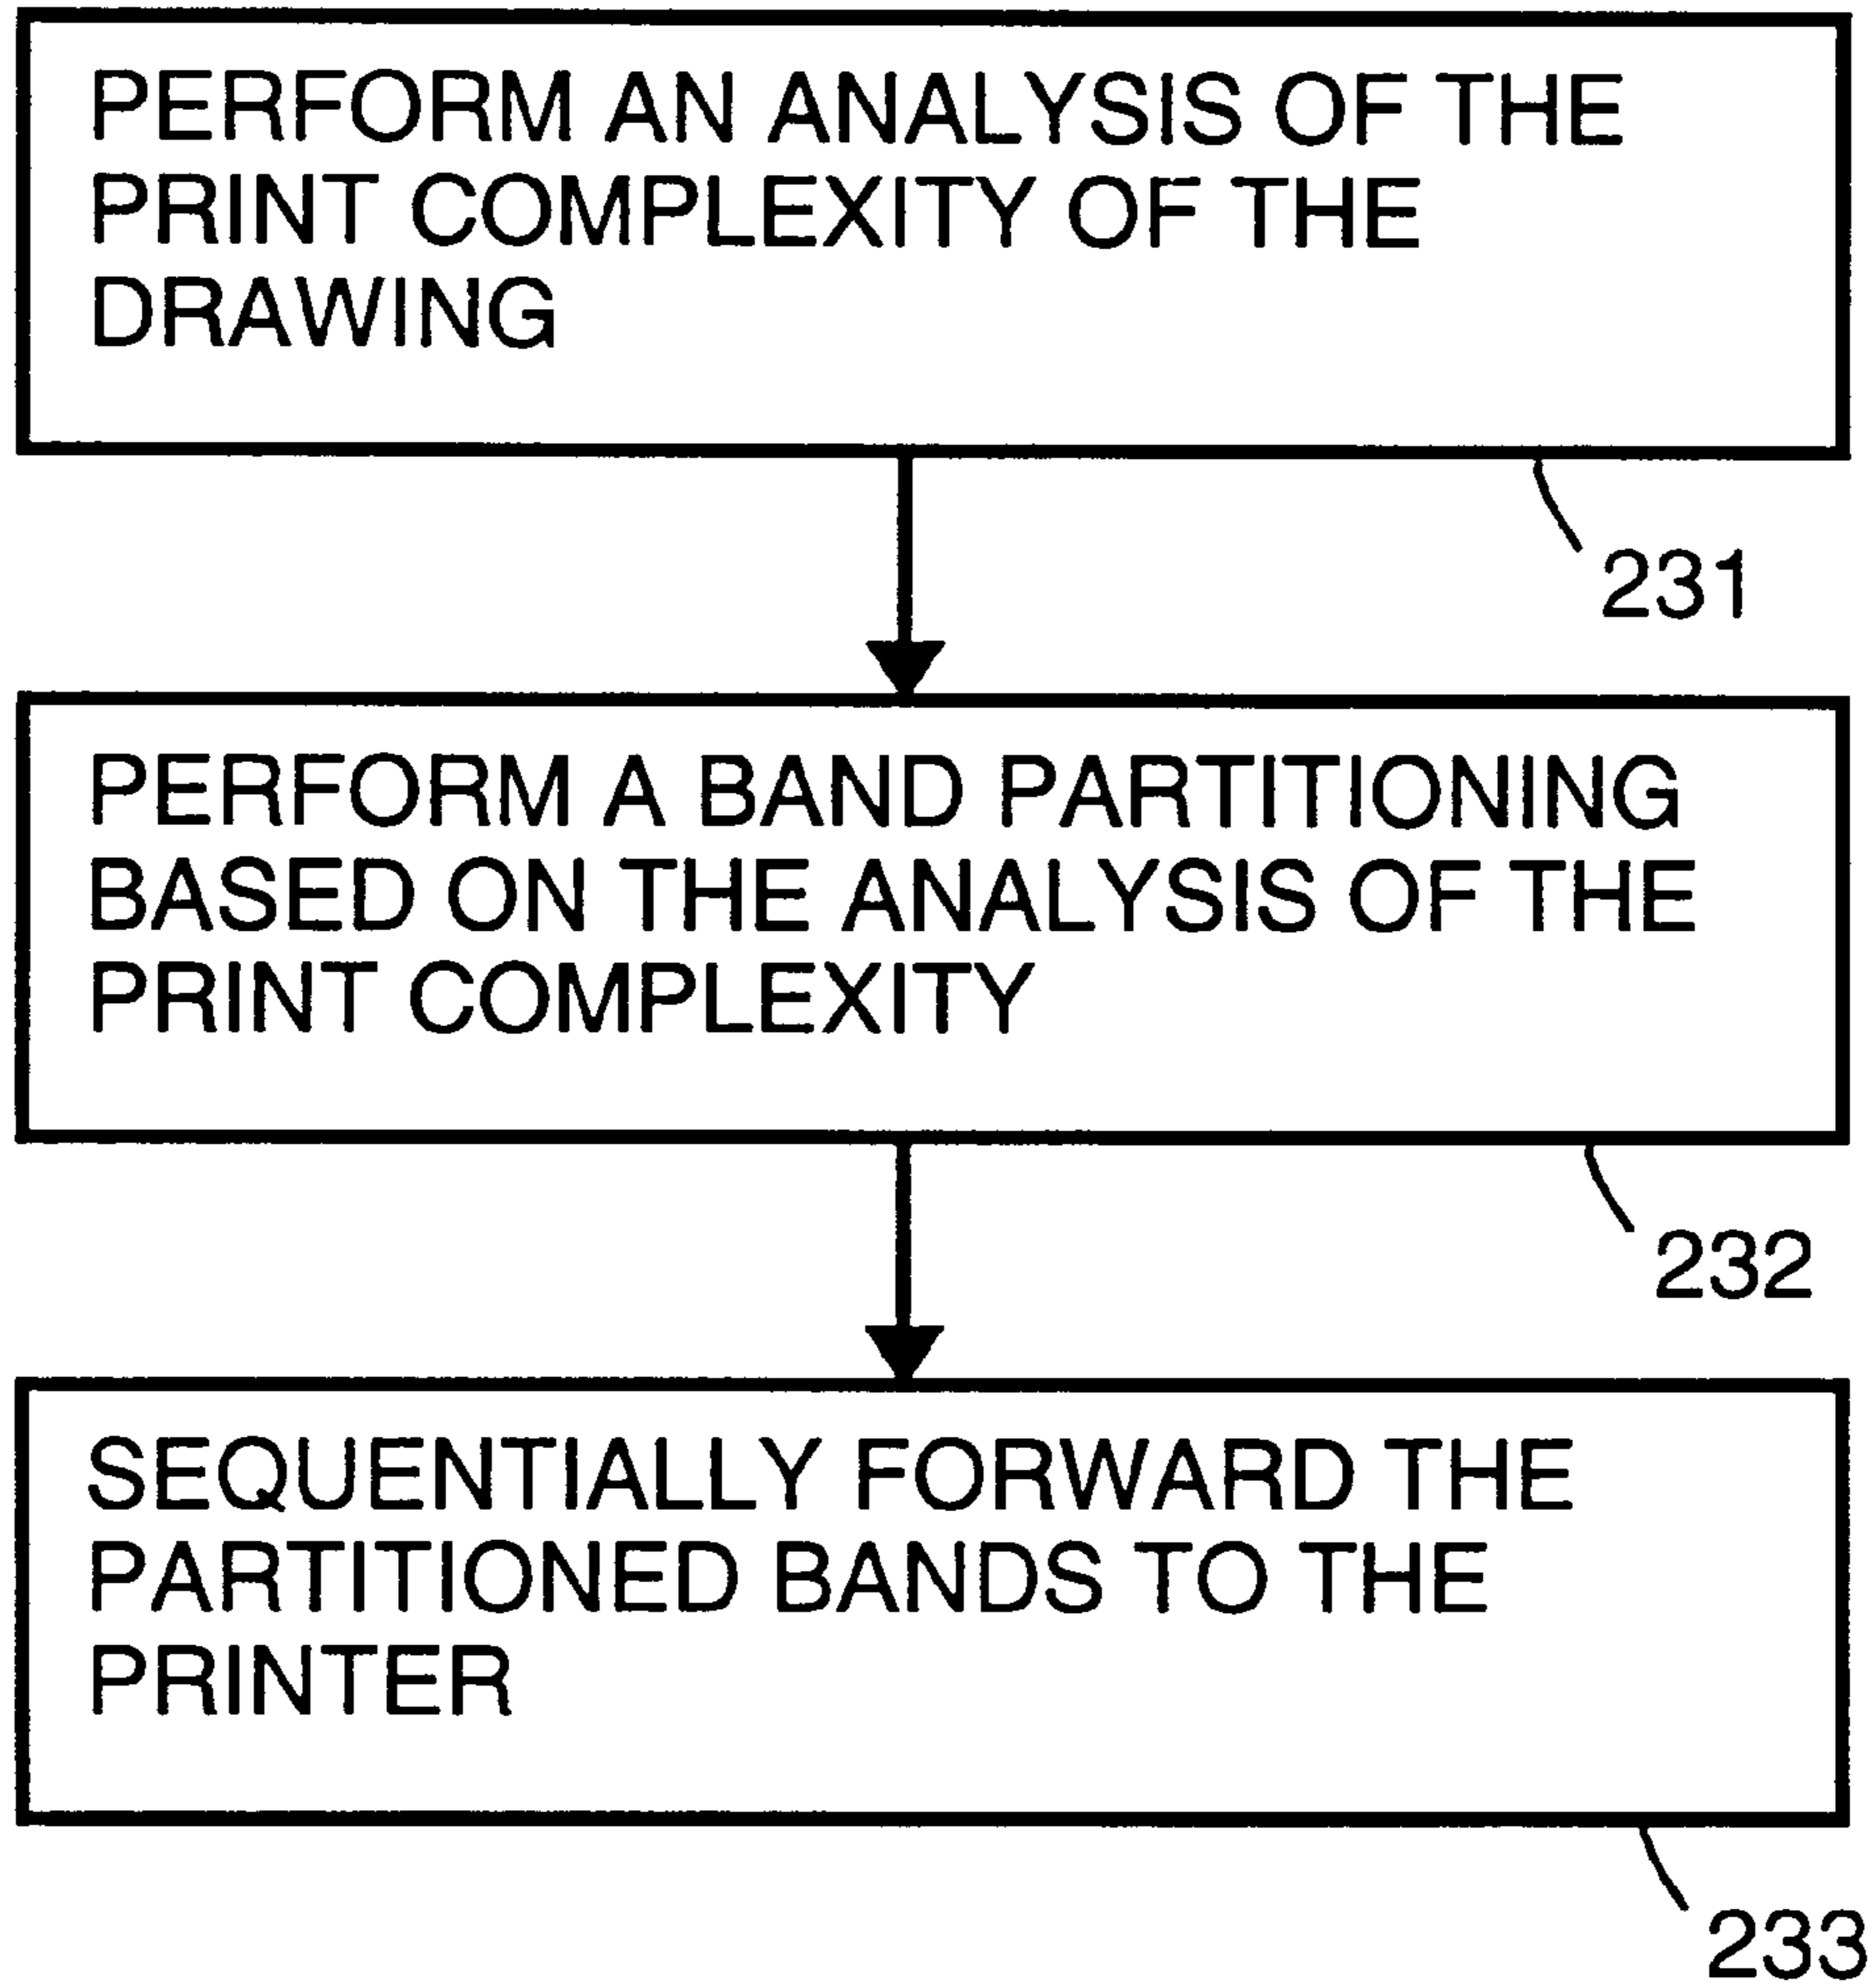 PERFORM AN ANALYSIS OF THE
PRINT COMPLEXITY OF THE
DRAWING
231
PERFORM A BAND PARTITIONING
BASED ON THE ANALYSIS OF THE
PRINT COMPLEXITY
232
SEQUENTIALLY FORWARD THE
PARTITIONED BANDS TO THE
PRINTER
233